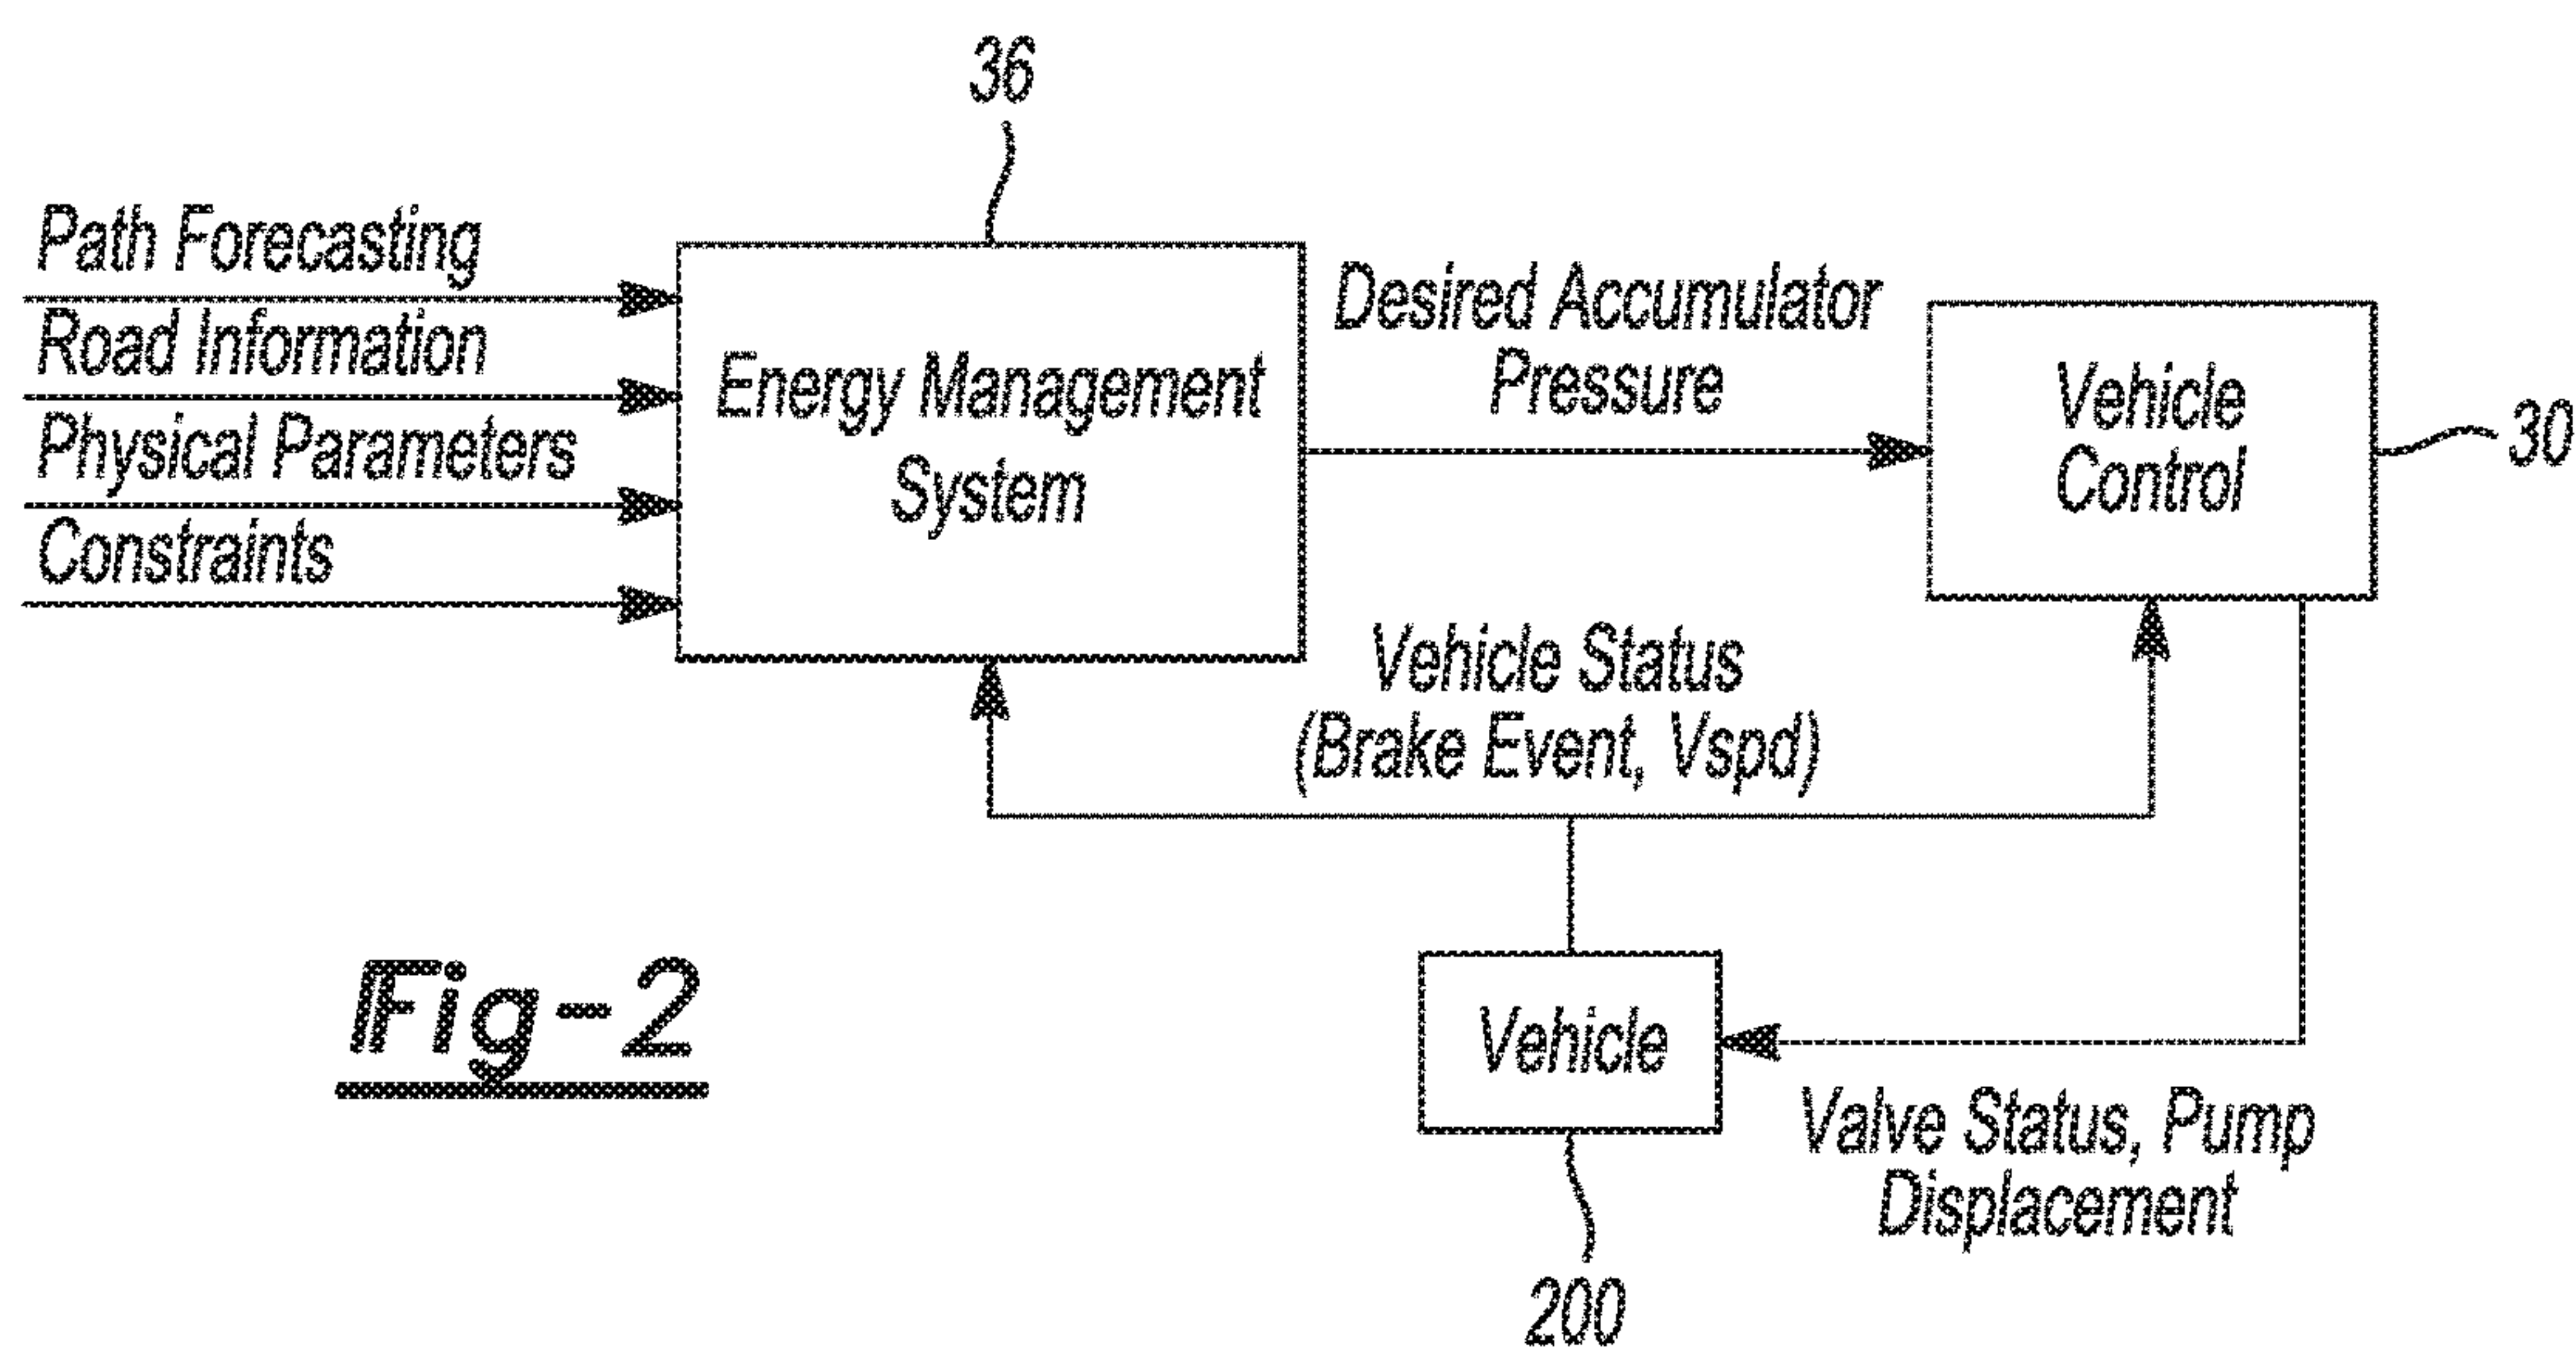 36
Path Forecasting
Road Information
Physical Parameters
Constraints
Energy Management
System
Desired Accumulator
Pressure
Vehicle
Control
30
Vehicle Status
(Brake Event, Vspd)
Vehicle
Valve Status, Pump
Displacement
200
Fig-2